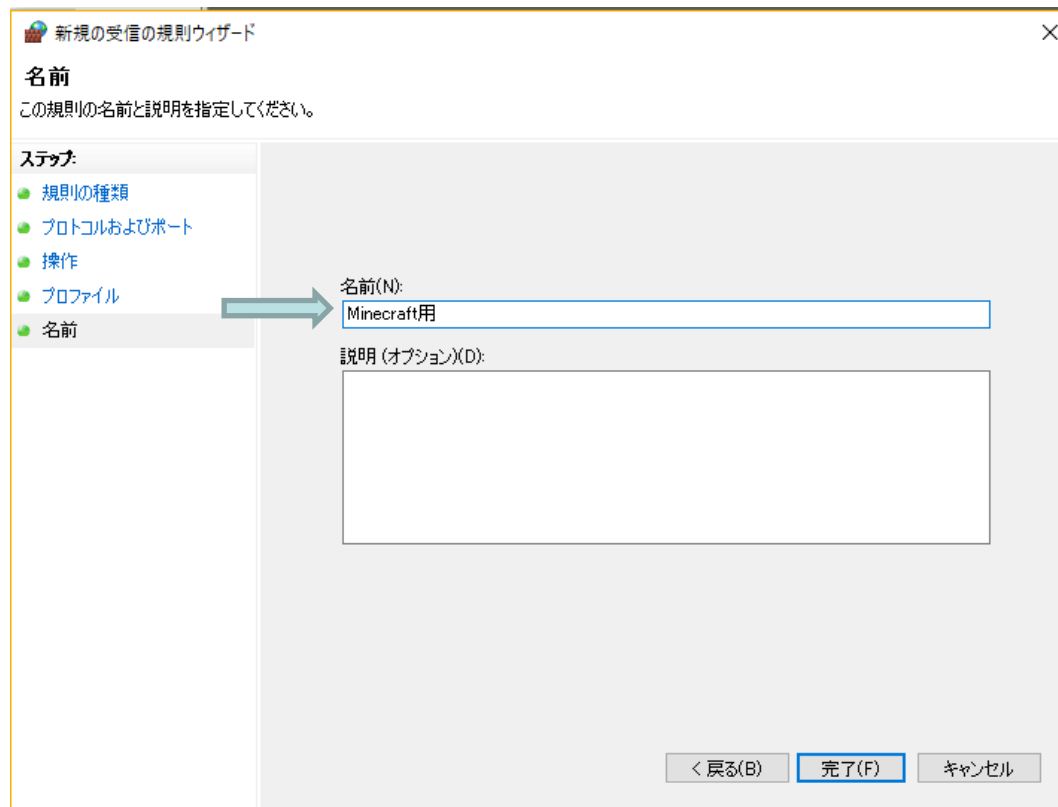 新規の受信の規則ウィザード
名前
この規則の名前と説明を指定してください。
ステップ:
規則の種類
プロトコルおよびポート
操作
プロファイル
名前
名前(N):
Minecraft用
説明 (オプション)(D):
< 戻る(B)
完了(F)
キャンセル